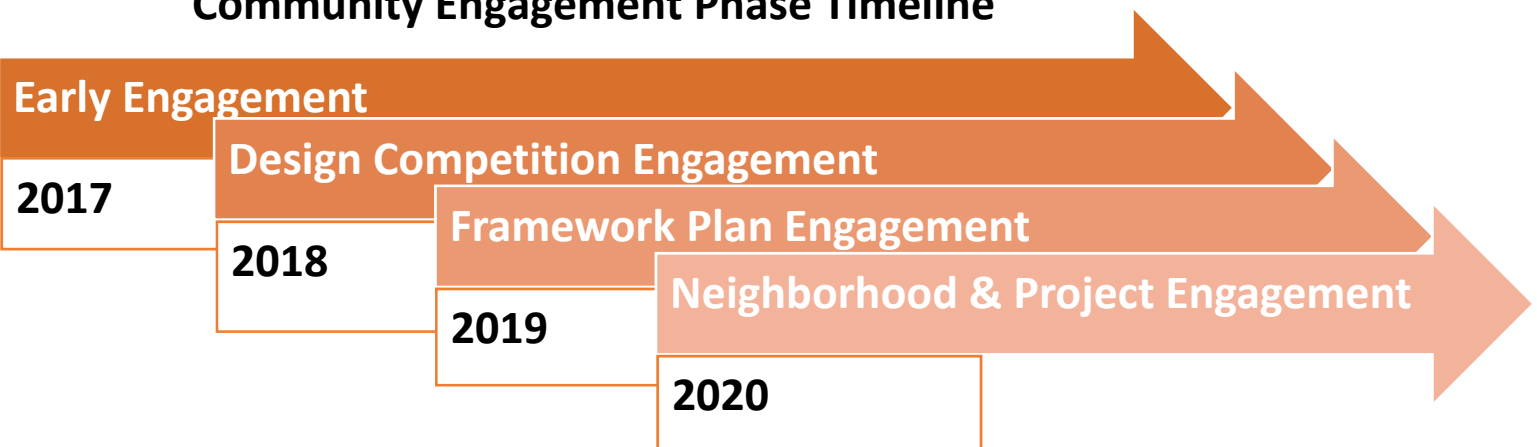 Community Engagement Phase Timeline
Early Engagement
2017
Design Competition Engagement
2018
Framework Plan Engagement
2019
Neighborhood & Project Engagement
2020